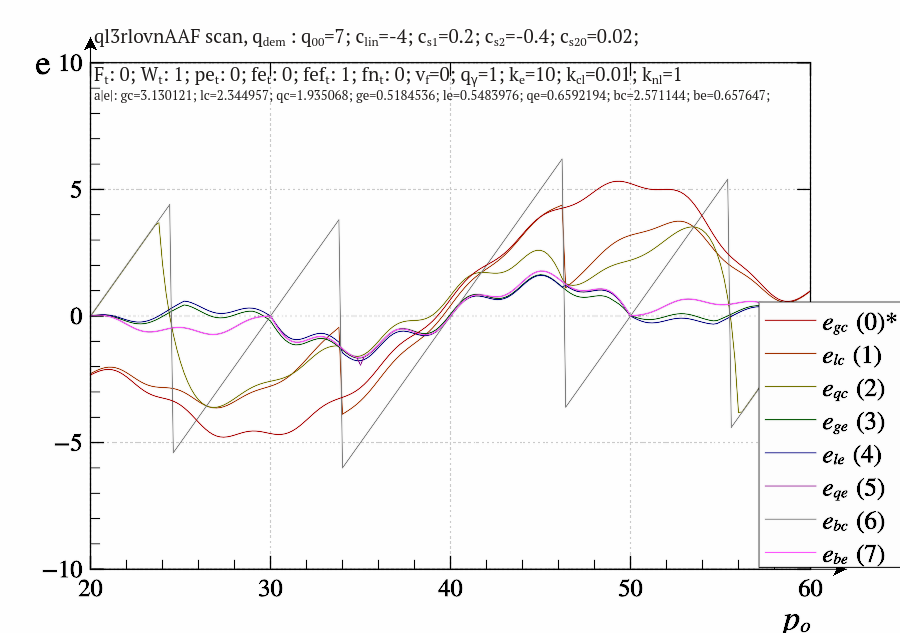 ql3rlovnAAF scan, qdem : q00=7; clin=-4; cs1=0.2; cs2=-0.4; cs20=0.02;
e
10
Ft: 0; Wt: 1; pet: 0; fet: 0; feft: 1; fnt: 0; vf=0; qγ=1; ke=10; kcl=0.01; knl=1
a|e|: gc=3.130121; lc=2.344957; qc=1.935068; ge=0.5184536; le=0.5483976; qe=0.6592194; bc=2.571144; be=0.657647;
5
0
−5
−10
egc (0)*
elc (1)
eqc (2)
ege (3)
ele (4)
eqe (5)
ebc (6)
ebe (7)
20 30 40 50 60
po